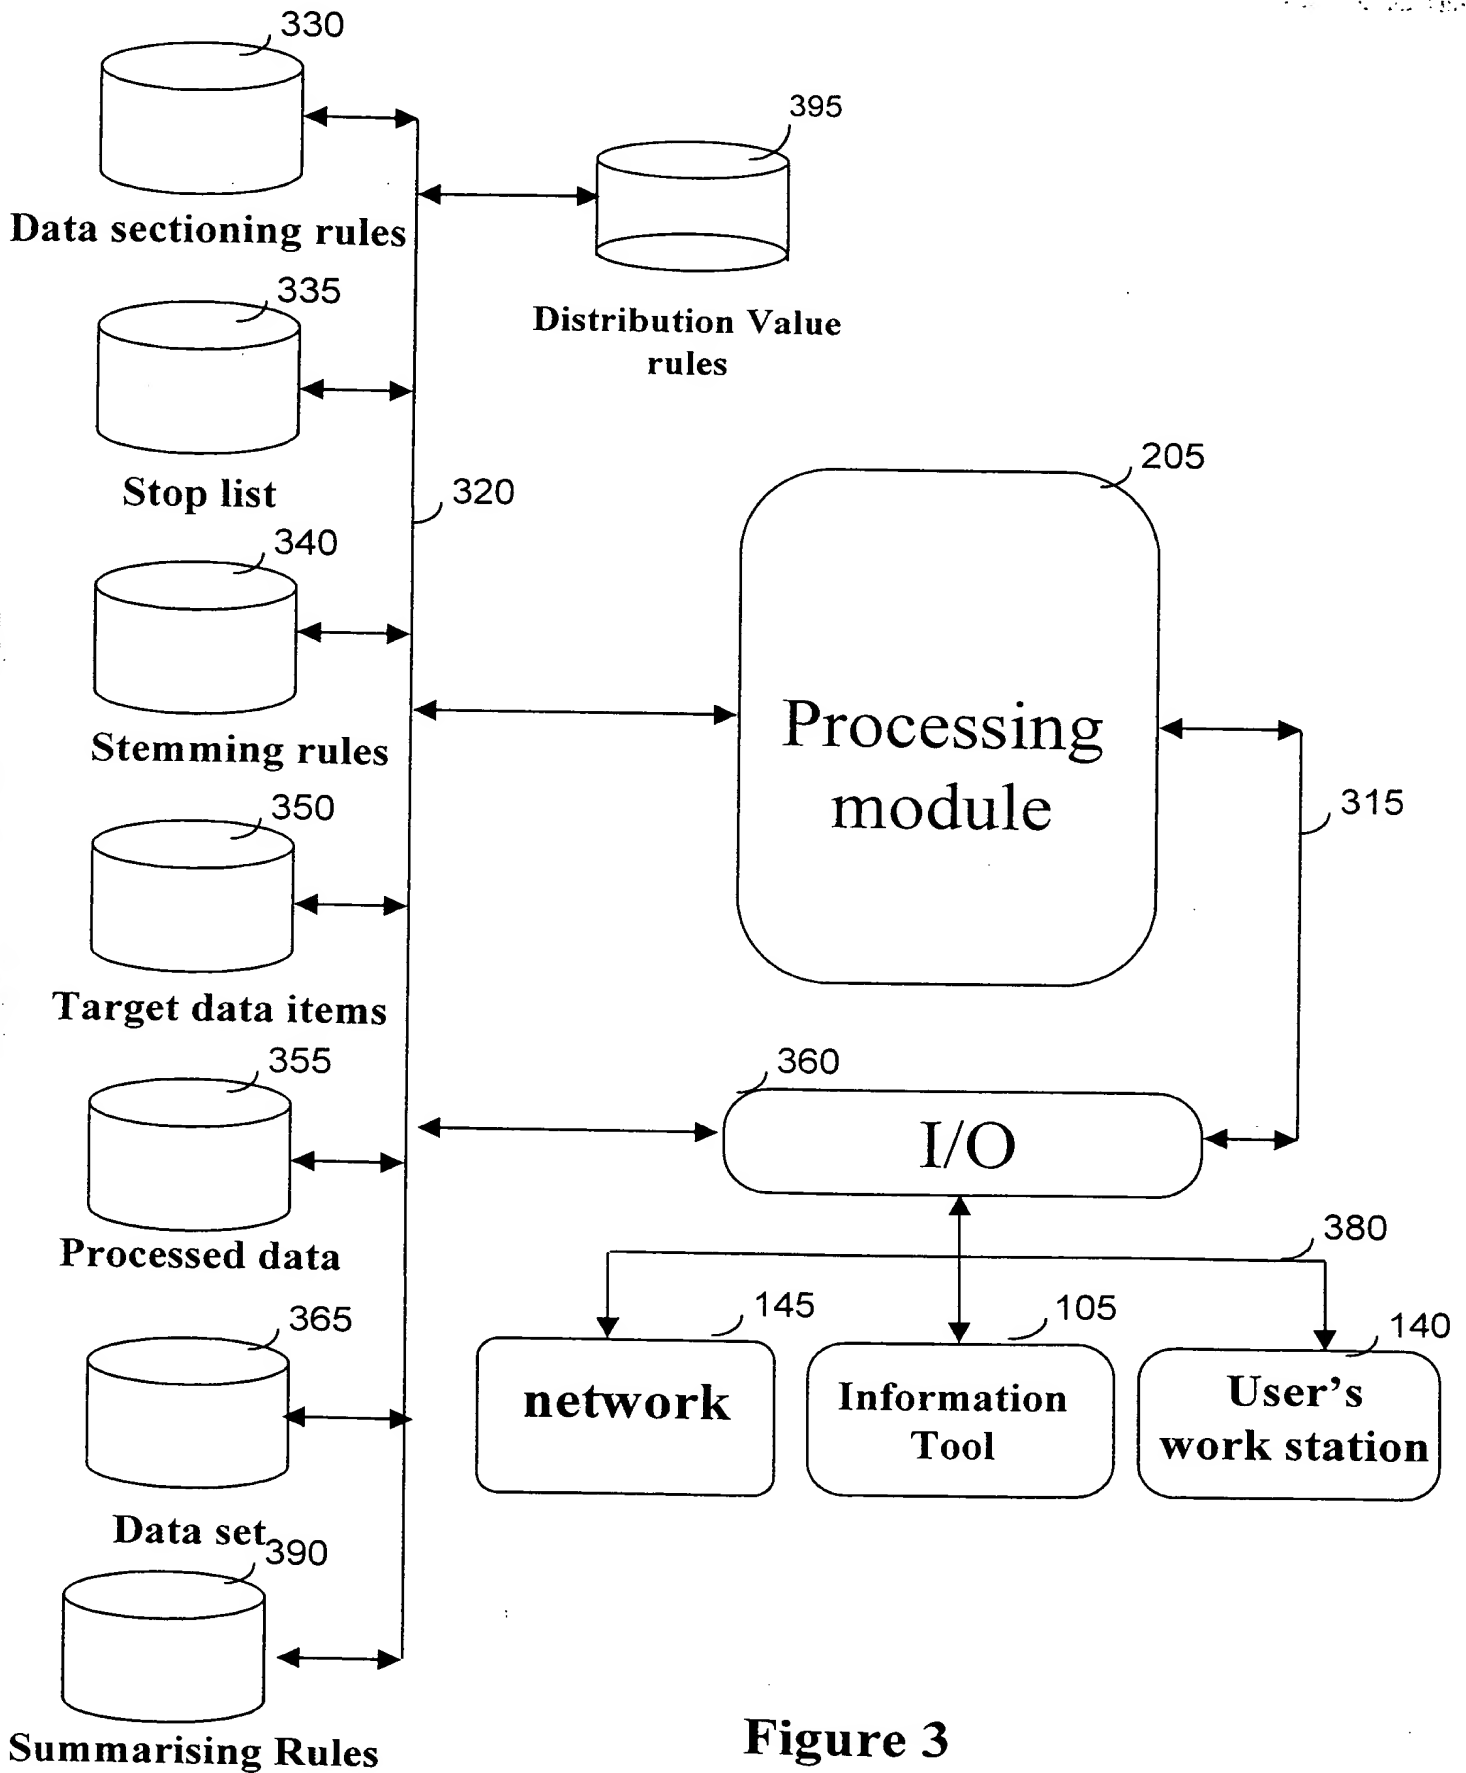 330
395
Data sectioning rules
335
Distribution Value
rules
205
Stop list
320
340
Processing
module
Stemming rules
350
315
Target data items
355
360
I/O
Processed data
380
365
145
105
140
network
Information
Tool
User's
work station
Data set
390
Summarising Rules
Figure 3